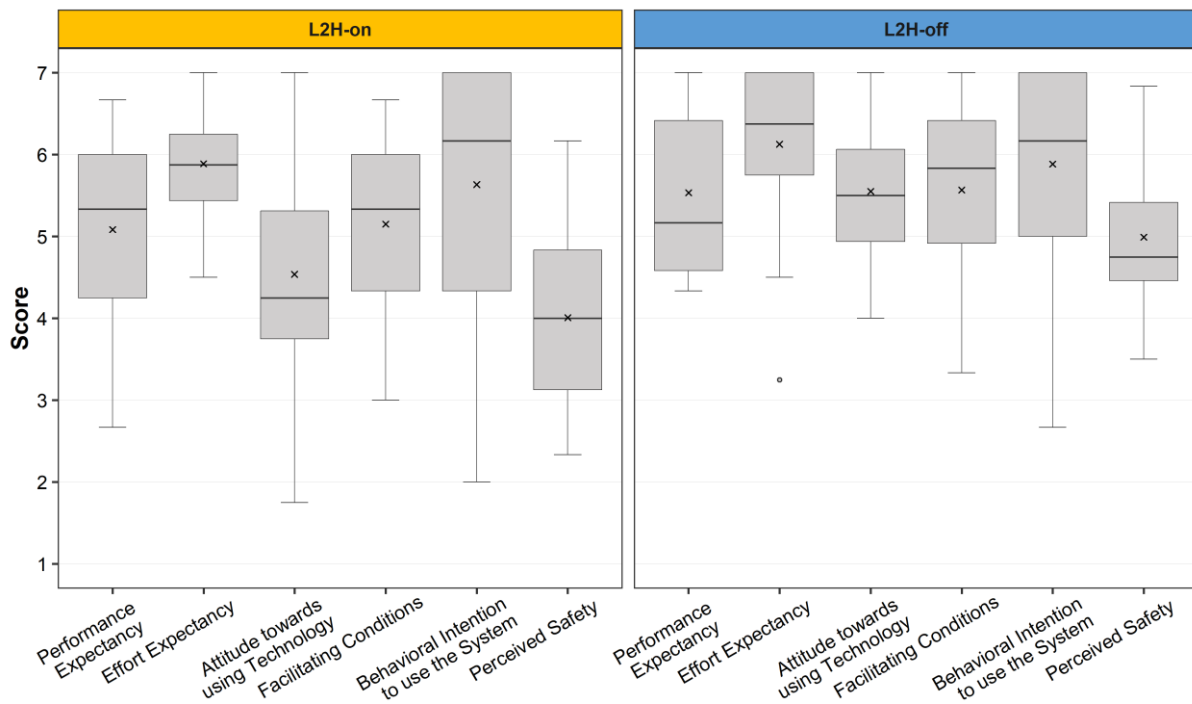 L2H-on
L2H-off
Score
7
6
5
4
3
2
1
Performance
Expectancy
Effort Expectancy
Attitude towards
using Technology
Facilitating Conditions
Behavioral Intention
to use the System
Perceived Safety
Performance
Expectancy
Effort Expectancy
Attitude towards
using Technology
Facilitating Conditions
Behavioral Intention
to use the System
Perceived Safety